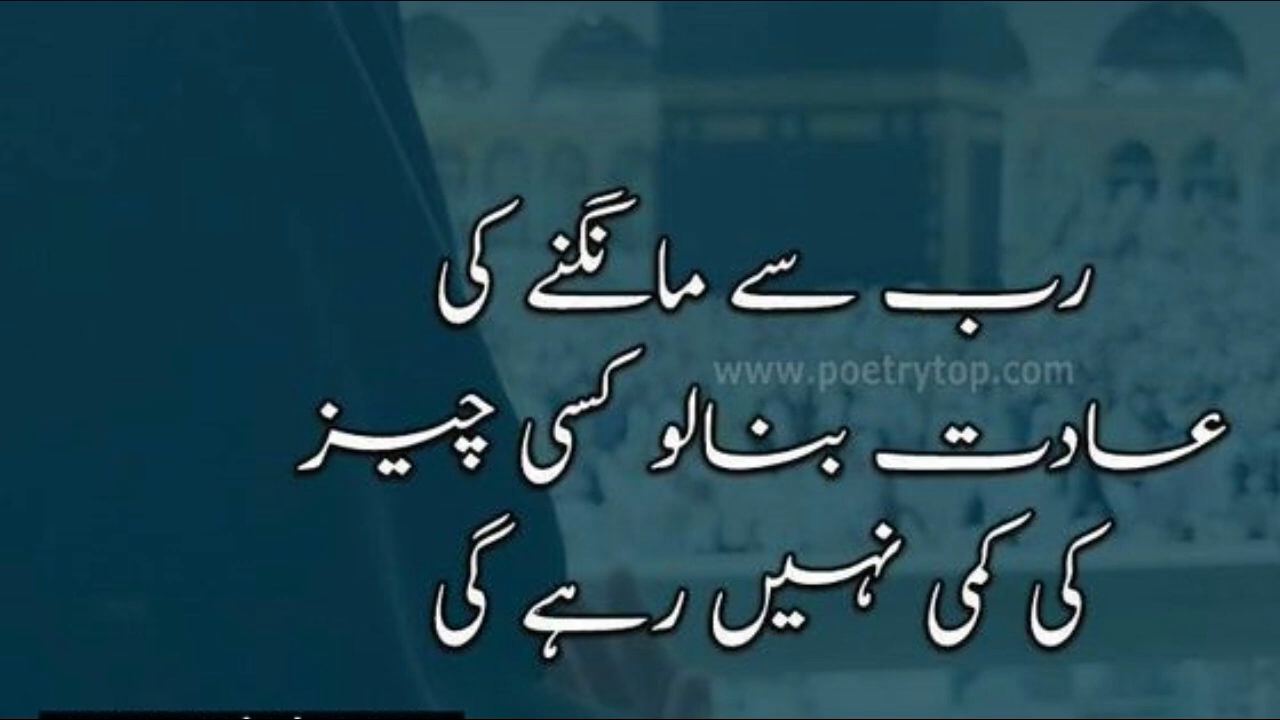 رب سے مانگنے کی
www.poetrytop.com
عادت بنالو کسی چیز
کی کمی نہیں رہے گی